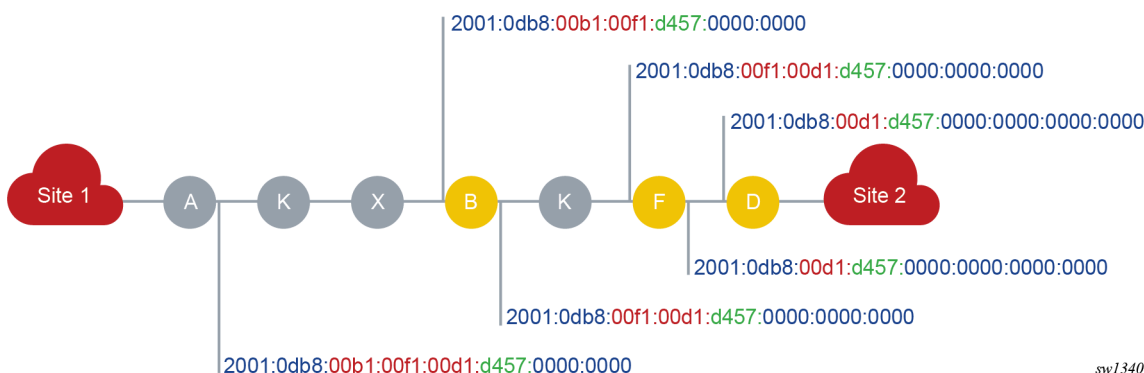 2001:0db8:00b1:00f1:d457:0000:0000
2001:0db8:00f1:00d1:d457:0000:0000:0000
2001:0db8:00d1:d457:0000:0000:0000:0000
Site 1
A
K
X
B
K
F
D
Site 2
2001:0db8:00d1:d457:0000:0000:0000:0000
2001:0db8:00f1:00d1:d457:0000:0000:0000
2001:0db8:00b1:00f1:00d1:d457:0000:0000
sw1340